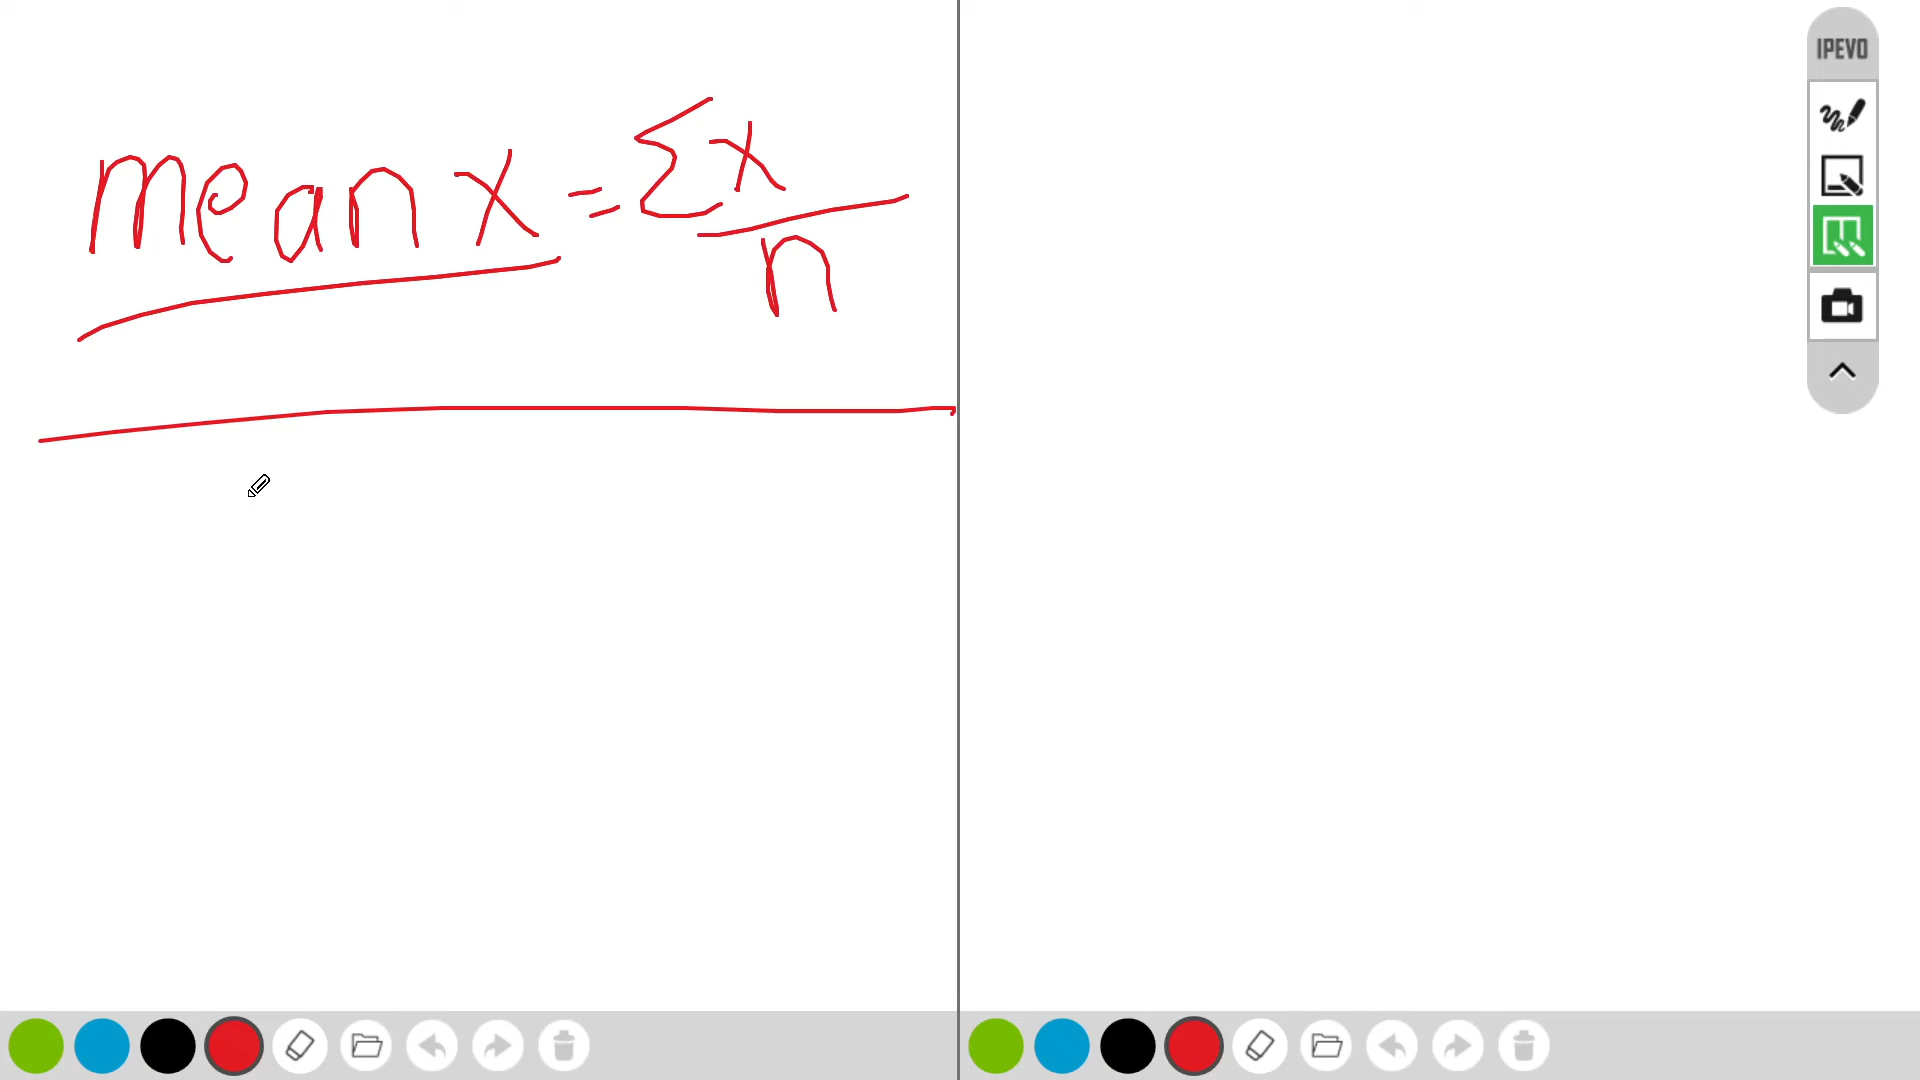 mean x = Σx
n
IPEVO